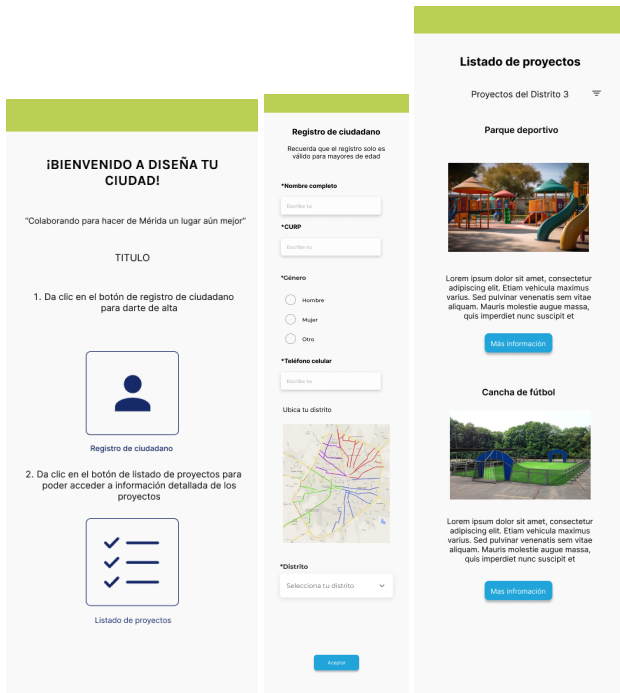 ¡BIENVENIDO A DISEÑA TU
CIUDAD!
"Colaborando para hacer de Mérida un lugar aún mejor"
TITULO
1. Da clic en el botón de registro de ciudadano
para darte de alta
Registro de ciudadano
2. Da clic en el botón de listado de proyectos para
poder acceder a información detallada de los
proyectos
Listado de proyectos
Registro de ciudadano
Recuerda que el registro solo es
válido para mayores de edad
*Nombre completo
Escribe tu
*CURP
Escribe tu
*Género
Hombre
Mujer
Otro
*Teléfono celular
Escribe tu
Ubica tu distrito
*Distrito
Selecciona tu distrito
Aceptar
Listado de proyectos
Proyectos del Distrito 3
Parque deportivo
Lorem ipsum dolor sit amet, consectetur
adipiscing elit. Etiam vehicula maximus
varius. Sed pulvinar venenatis sem vitae
aliquam. Mauris molestie augue massa,
quis imperdiet nunc suscipit et
Más información
Cancha de fútbol
Lorem ipsum dolor sit amet, consectetur
adipiscing elit. Etiam vehicula maximus
varius. Sed pulvinar venenatis sem vitae
aliquam. Mauris molestie augue massa,
quis imperdiet nunc suscipit et
Mas infromación